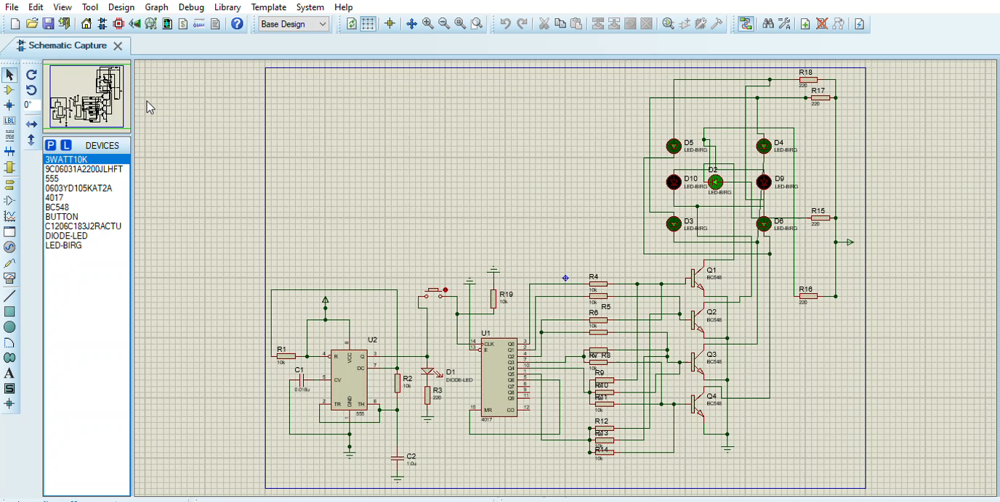 File Edit View Tool Design Graph Debug Library Template System Help
Base Design
Schematic Capture
0°
LBL
A
P L DEVICES
3WATT10K
9C06031A2200JLHFT
555
0603YD105KAT2A
4017
BC548
BUTTON
C1206C183J2RACTU
DIODE-LED
LED-BIRG
R18
220
R17
220
D5
LED-BIRG
D4
LED-BIRG
D2
LED-BIRG
D10
LED-BIRG
D9
LED-BIRG
D3
LED-BIRG
D6
LED-BIRG
R15
220
R16
220
Q1
BC548
Q2
BC548
Q3
BC548
Q4
BC548
R4
10k
10k
R5
R6
10k
R7 R8
10k
R9
R10
R11
10k
R12
R13
10k
R14
10k
R19
10k
U1
14 CLK
13 E
15 MR
Q0 3
Q1 2
Q2 4
Q3 7
Q4 10
Q5 1
Q6 5
Q7 6
Q8 9
Q9 11
CO 12
4017
U2
8
VCC
4 R
5 CV
2 TR
Q 3
DC 7
TH 6
GND
1
555
R1
10k
C1
0.018u
R2
10k
D1
DIODE-LED
R3
220
C2
1.0u